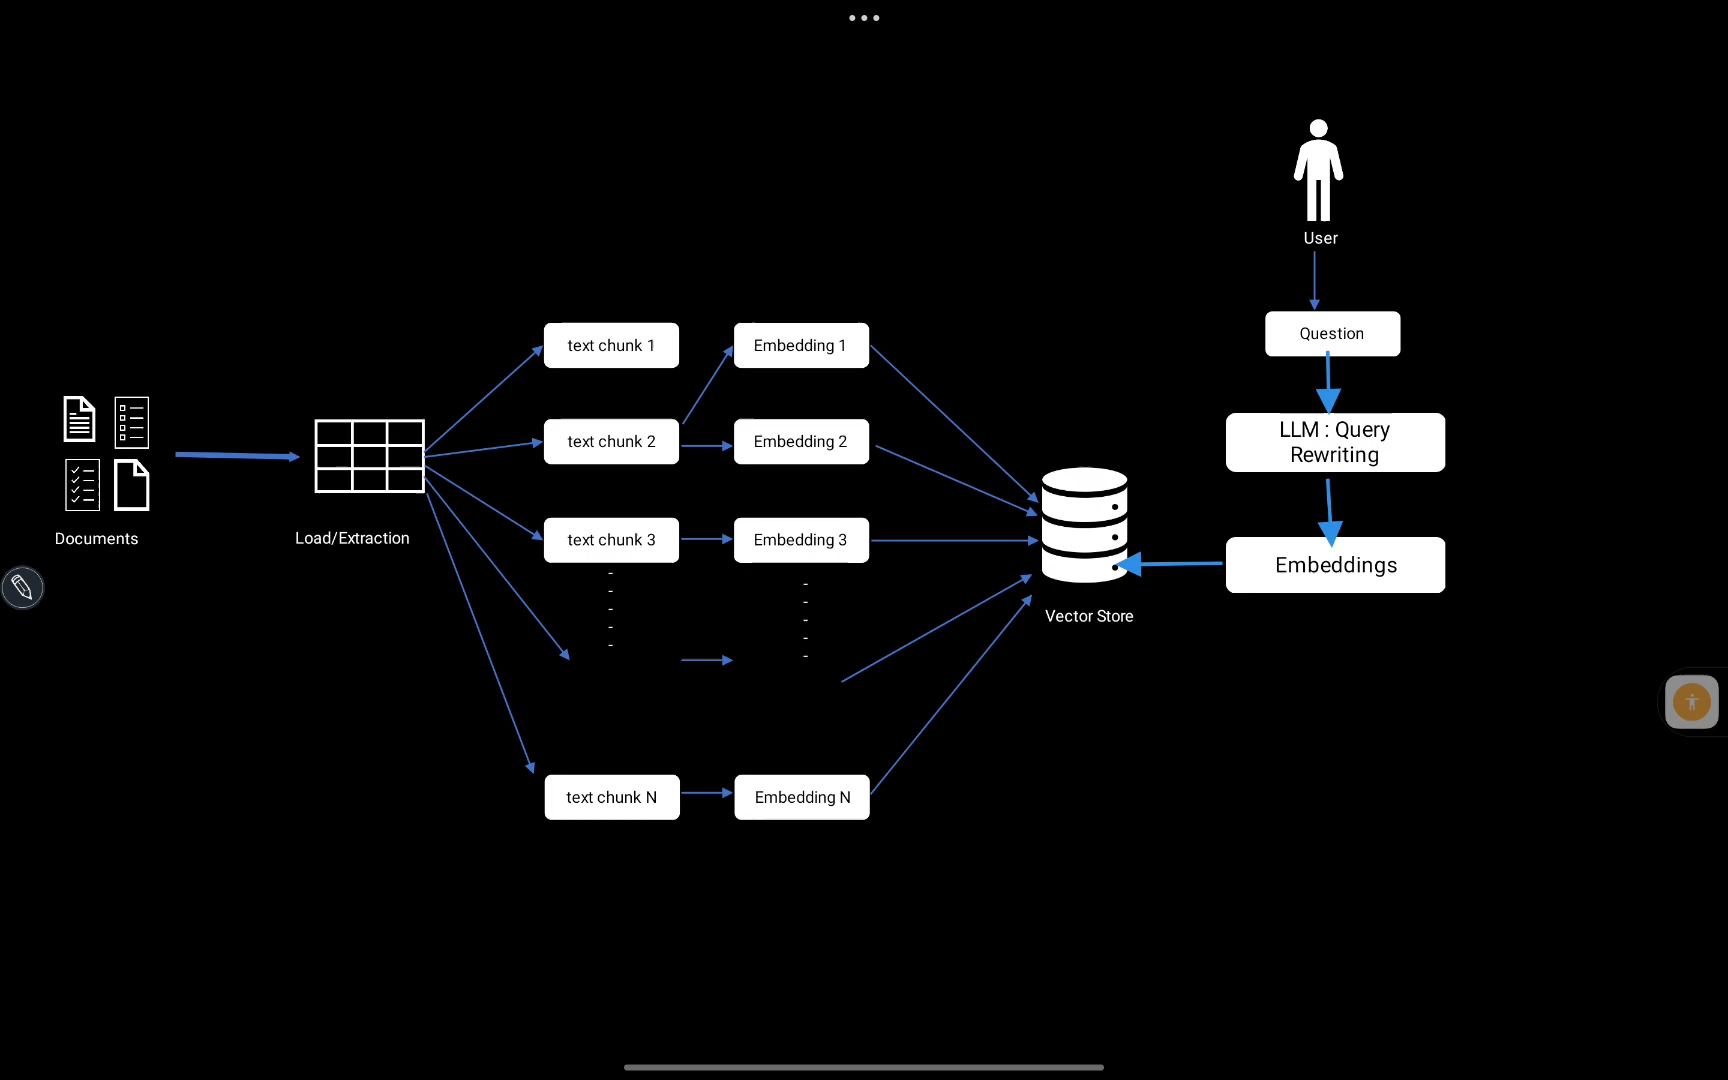 User
Question
LLM : Query
Rewriting
Embeddings
text chunk 1
Embedding 1
text chunk 2
Embedding 2
text chunk 3
Embedding 3
-
-
-
-
-
-
-
-
-
-
text chunk N
Embedding N
Documents
Load/Extraction
Vector Store